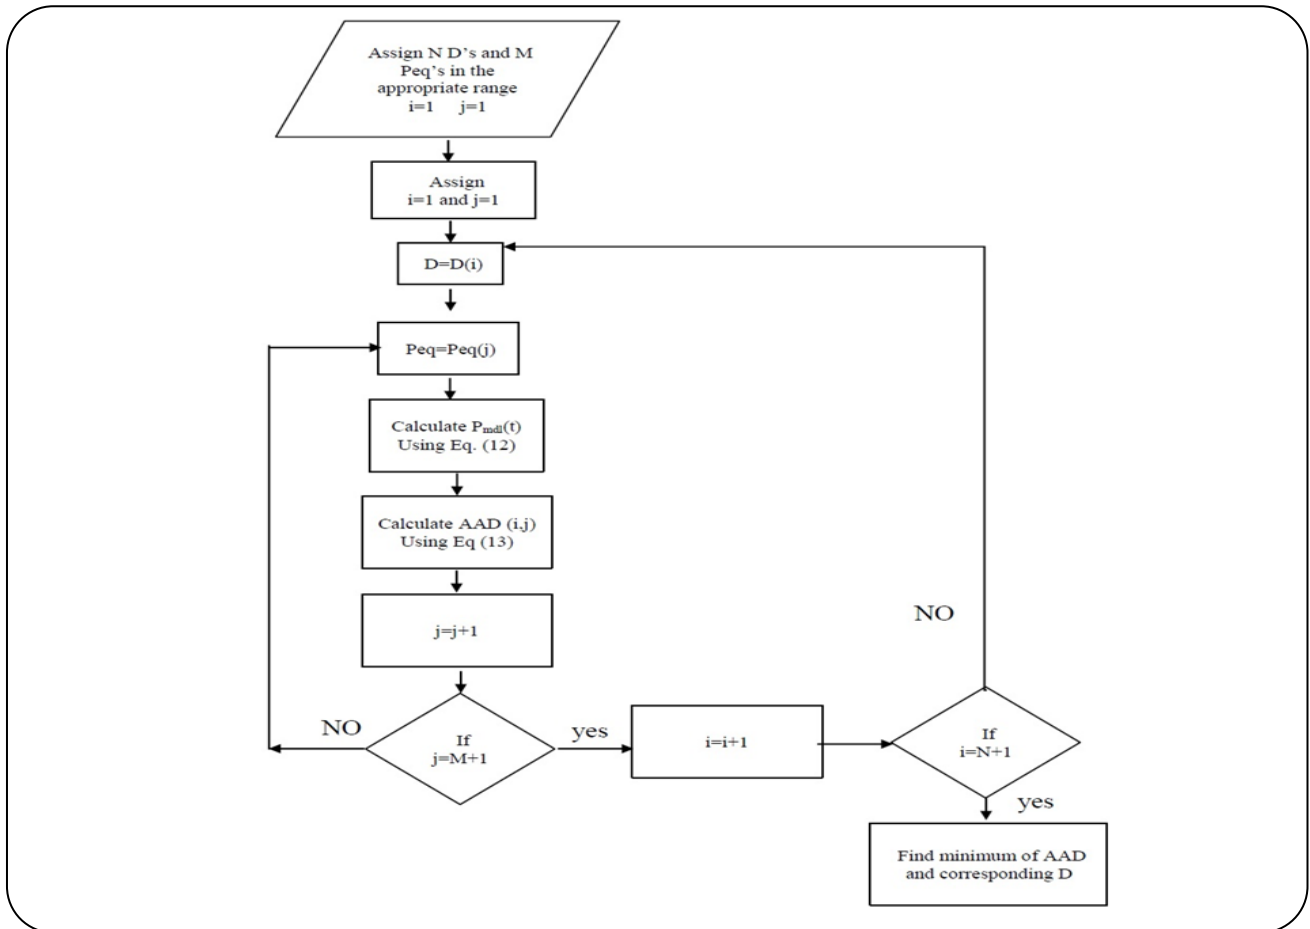 Assign N D's and M
Peq's in the
appropriate range
i=1 j=1
Assign
i=1 and j=1
D=D(i)
Peq=Peq(j)
Calculate Pmdl(t)
Using Eq. (12)
Calculate AAD (i,j)
Using Eq (13)
j=j+1
If
j=M+1
NO
yes
i=i+1
If
i=N+1
NO
yes
Find minimum of AAD
and corresponding D